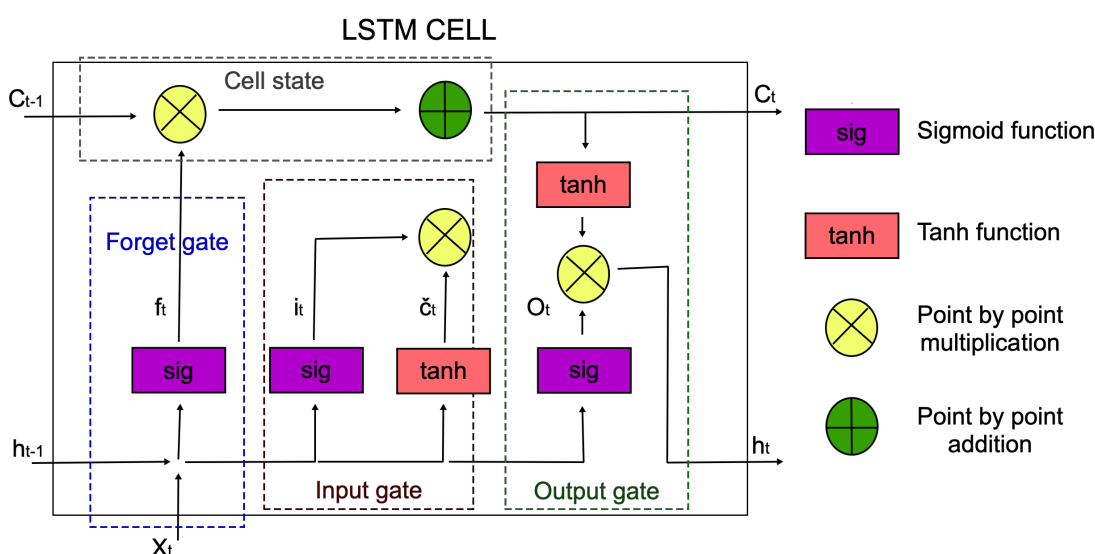 LSTM CELL
Cell state
Ct-1
Ct
sig
Sigmoid function
tanh
Forget gate
tanh
Tanh function
ft
it
čt
Ot
Point by point
multiplication
sig
sig
tanh
sig
Point by point
addition
ht-1
ht
Input gate
Output gate
Xt